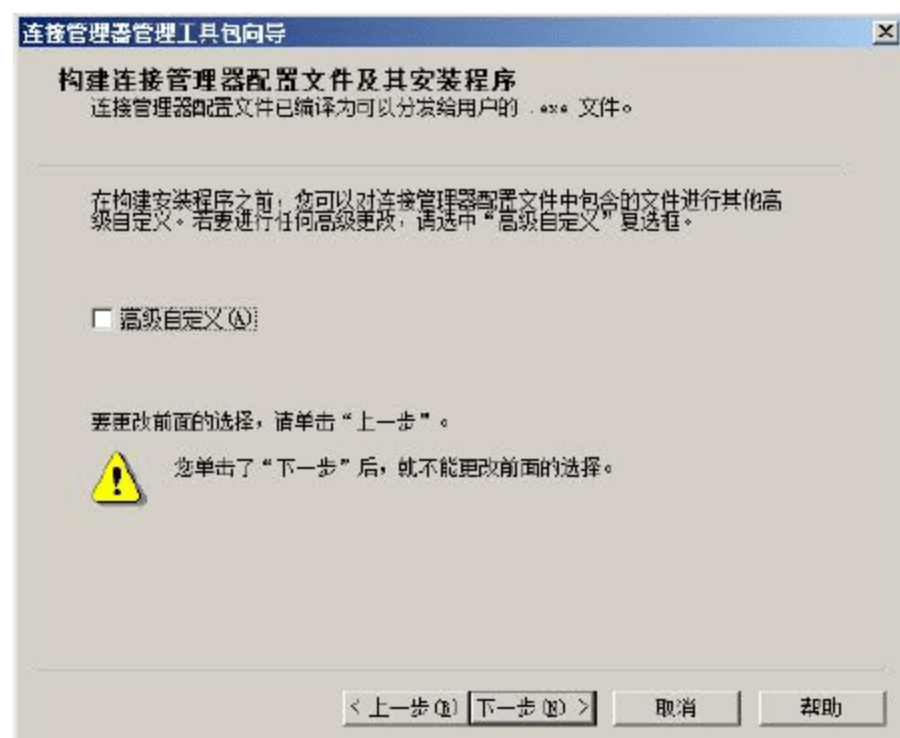 连接管理器管理工具包向导
构建连接管理器配置文件及其安装程序
连接管理器配置文件已编译为可以分发给用户的 .exe 文件。
在构建安装程序之前，您可以对连接管理器配置文件中包含的文件进行其他高
级自定义。若要进行任何高级更改，请选中“高级自定义”复选框。
高级自定义(A)
要更改前面的选择，请单击“上一步”。
您单击了“下一步”后，就不能更改前面的选择。
< 上一步(B) 下一步(N) > 取消 帮助